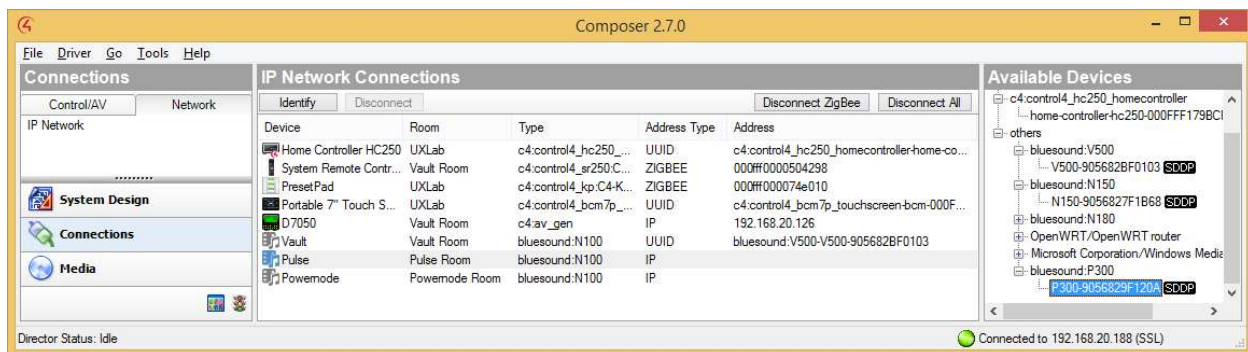 Composer 2.7.0
File Driver Go Tools Help
Connections
Control/AV Network
IP Network
System Design
Connections
Media
IP Network Connections
Identify Disconnect Disconnect ZigBee Disconnect All
Device Room Type Address Type Address
Home Controller HC250 UXLab c4:control4_hc250_... UUID c4:control4_hc250_homecontroller-home-co...
System Remote Contr... Vault Room c4:control4_sr250:C... ZIGBEE 000fff0000504298
PresetPad UXLab c4:control4_kp:C4-K... ZIGBEE 000fff000074e010
Portable 7" Touch S... UXLab c4:control4_bcm7p_... UUID c4:control4_bcm7p_touchscreen-bcm-000F...
D7050 Vault Room c4:av_gen IP 192.168.20.126
Vault Vault Room bluesound:N100 UUID bluesound:V500-V500-905682BF0103
Pulse Pulse Room bluesound:N100 IP
Powernode Powernode Room bluesound:N100 IP
Available Devices
c4:control4_hc250_homecontroller
home-controller-hc250-000FFF179BC
others
bluesound:V500
V500-905682BF0103 SDDP
bluesound:N150
N150-9056827F1B68 SDDP
bluesound:N180
OpenWRT/OpenWRT router
Microsoft Corporation/Windows Media
bluesound:P300
P300-9056829F120A SDDP
Director Status: Idle
Connected to 192.168.20.188 (SSL)